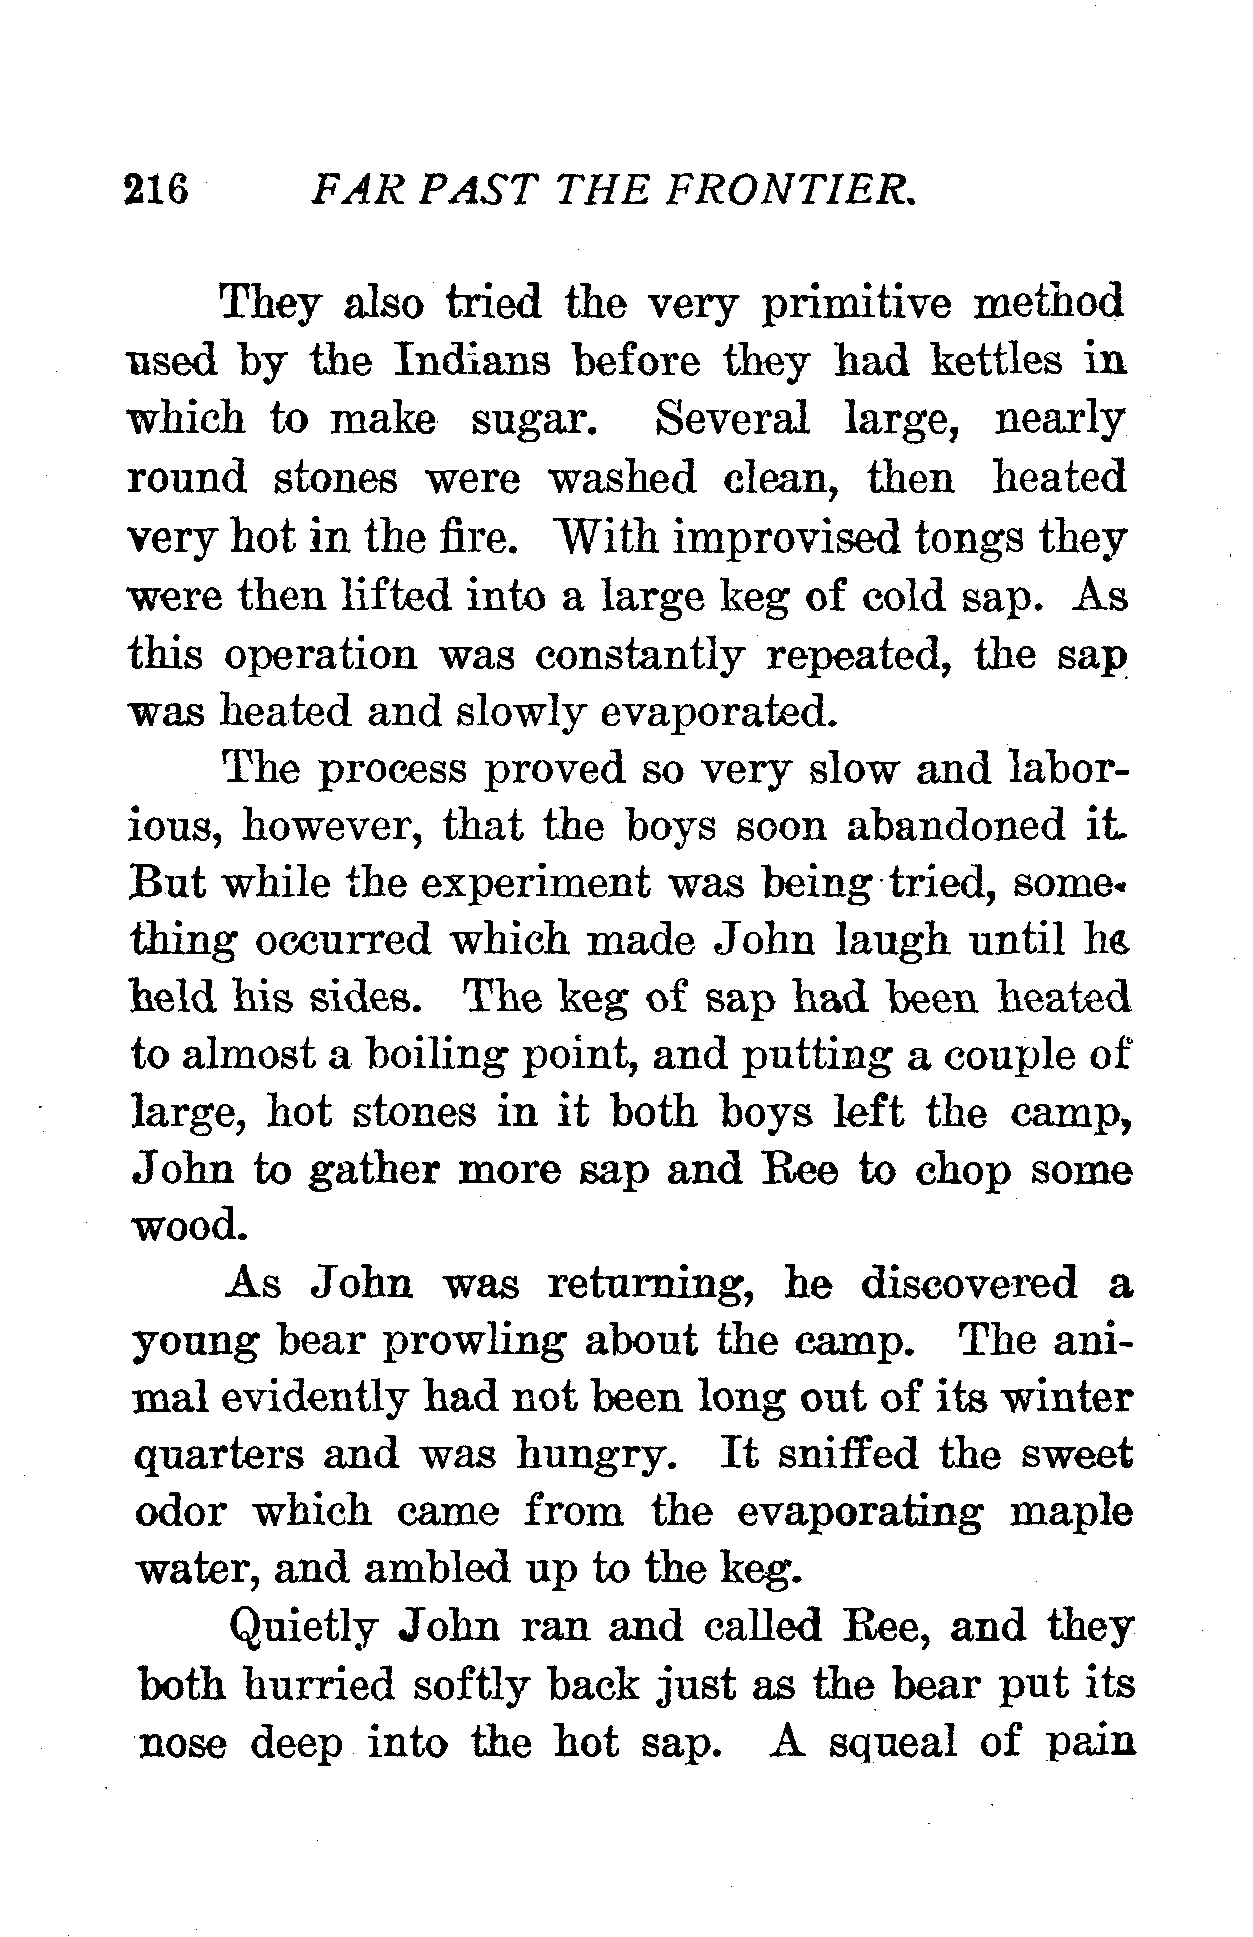 216 FAR PAST THE FRONTIER.
They also tried the very primitive method
used by the Indians before they had kettles in
which to make sugar. Several large, nearly
round stones were washed clean, then heated
very hot in the fire. With improvised tongs they
were then lifted into a large keg of cold sap. As
this operation was constantly repeated, the sap
was heated and slowly evaporated.
The process proved so very slow and labor-
ious, however, that the boys soon abandoned it.
But while the experiment was being tried, some-
thing occurred which made John laugh until he
held his sides. The keg of sap had been heated
to almost a boiling point, and putting a couple of
large, hot stones in it both boys left the camp,
John to gather more sap and Ree to chop some
wood.
As John was returning, he discovered a
young bear prowling about the camp. The ani-
mal evidently had not been long out of its winter
quarters and was hungry. It sniffed the sweet
odor which came from the evaporating maple
water, and ambled up to the keg.
Quietly John ran and called Ree, and they
both hurried softly back just as the bear put its
nose deep into the hot sap. A squeal of pain